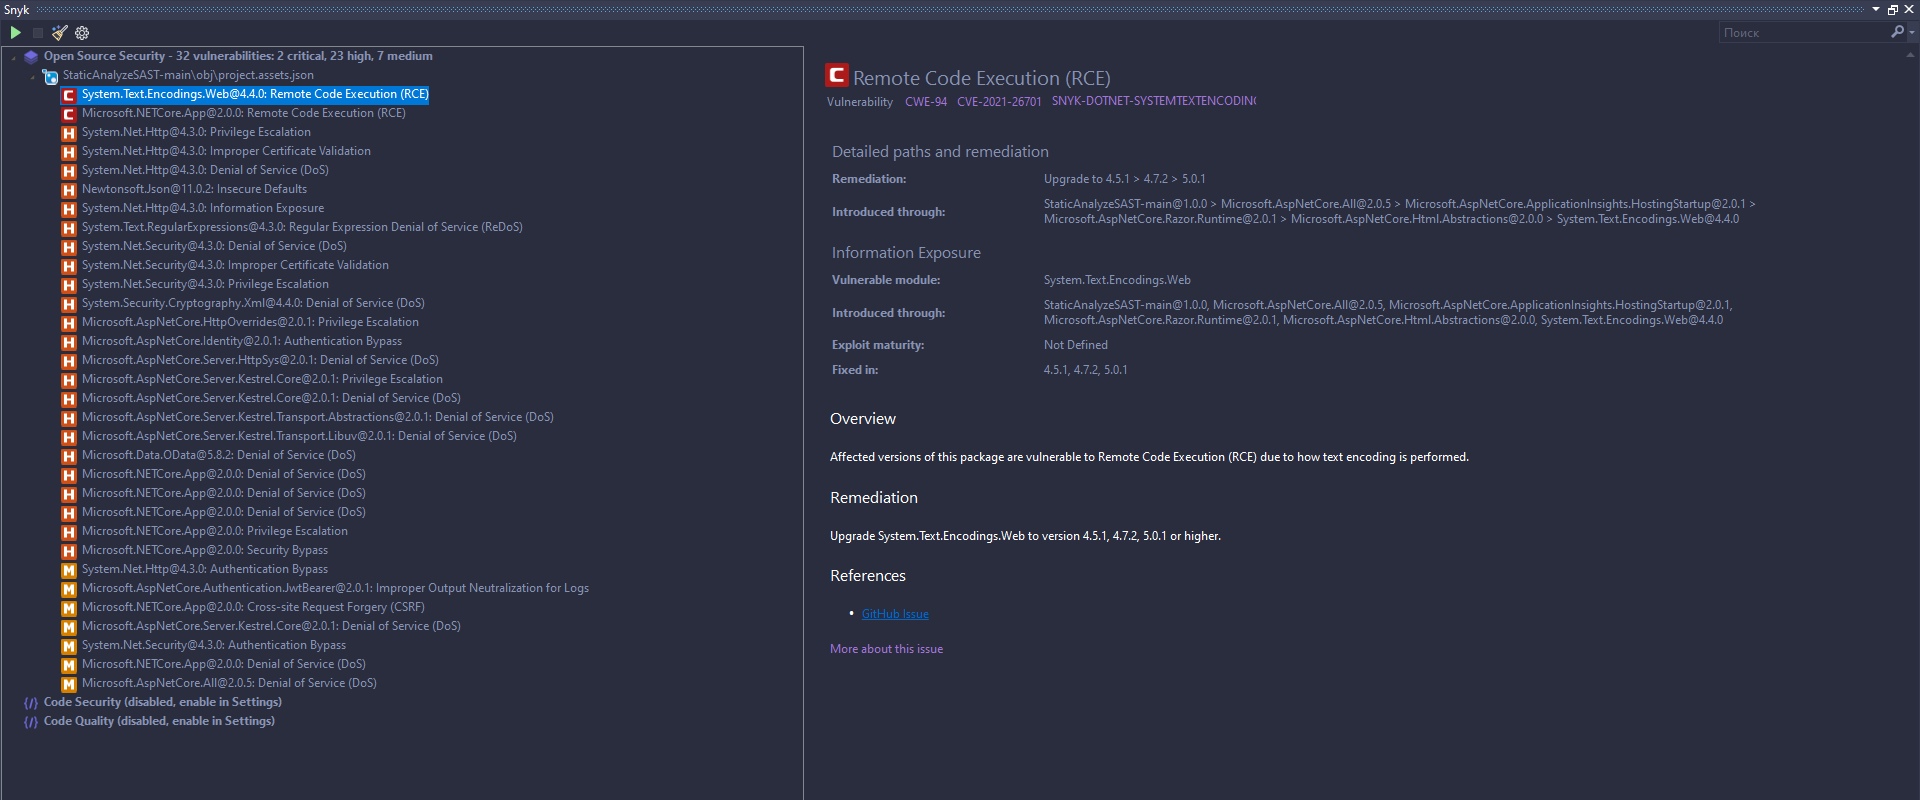 Snyk
Поиск
Open Source Security - 32 vulnerabilities: 2 critical, 23 high, 7 medium
StaticAnalyzeSAST-main\obj\project.assets.json
C System.Text.Encodings.Web@4.4.0: Remote Code Execution (RCE)
C Microsoft.NETCore.App@2.0.0: Remote Code Execution (RCE)
H System.Net.Http@4.3.0: Privilege Escalation
H System.Net.Http@4.3.0: Improper Certificate Validation
H System.Net.Http@4.3.0: Denial of Service (DoS)
H Newtonsoft.Json@11.0.2: Insecure Defaults
H System.Net.Http@4.3.0: Information Exposure
H System.Text.RegularExpressions@4.3.0: Regular Expression Denial of Service (ReDoS)
H System.Net.Security@4.3.0: Denial of Service (DoS)
H System.Net.Security@4.3.0: Improper Certificate Validation
H System.Net.Security@4.3.0: Privilege Escalation
H System.Security.Cryptography.Xml@4.4.0: Denial of Service (DoS)
H Microsoft.AspNetCore.HttpOverrides@2.0.1: Privilege Escalation
H Microsoft.AspNetCore.Identity@2.0.1: Authentication Bypass
H Microsoft.AspNetCore.Server.HttpSys@2.0.1: Denial of Service (DoS)
H Microsoft.AspNetCore.Server.Kestrel.Core@2.0.1: Privilege Escalation
H Microsoft.AspNetCore.Server.Kestrel.Core@2.0.1: Denial of Service (DoS)
H Microsoft.AspNetCore.Server.Kestrel.Transport.Abstractions@2.0.1: Denial of Service (DoS)
H Microsoft.AspNetCore.Server.Kestrel.Transport.Libuv@2.0.1: Denial of Service (DoS)
H Microsoft.Data.OData@5.8.2: Denial of Service (DoS)
H Microsoft.NETCore.App@2.0.0: Denial of Service (DoS)
H Microsoft.NETCore.App@2.0.0: Denial of Service (DoS)
H Microsoft.NETCore.App@2.0.0: Denial of Service (DoS)
H Microsoft.NETCore.App@2.0.0: Privilege Escalation
H Microsoft.NETCore.App@2.0.0: Security Bypass
M System.Net.Http@4.3.0: Authentication Bypass
M Microsoft.AspNetCore.Authentication.JwtBearer@2.0.1: Improper Output Neutralization for Logs
M Microsoft.NETCore.App@2.0.0: Cross-site Request Forgery (CSRF)
M Microsoft.AspNetCore.Server.Kestrel.Core@2.0.1: Denial of Service (DoS)
M System.Net.Security@4.3.0: Authentication Bypass
M Microsoft.NETCore.App@2.0.0: Denial of Service (DoS)
M Microsoft.AspNetCore.All@2.0.5: Denial of Service (DoS)
Code Security (disabled, enable in Settings)
Code Quality (disabled, enable in Settings)
C Remote Code Execution (RCE)
Vulnerability CWE-94 CVE-2021-26701 SNYK-DOTNET-SYSTEMTEXTENCODING
Detailed paths and remediation
Remediation: Upgrade to 4.5.1 > 4.7.2 > 5.0.1
Introduced through: StaticAnalyzeSAST-main@1.0.0 > Microsoft.AspNetCore.All@2.0.5 > Microsoft.AspNetCore.ApplicationInsights.HostingStartup@2.0.1 >
Microsoft.AspNetCore.Razor.Runtime@2.0.1 > Microsoft.AspNetCore.Html.Abstractions@2.0.0 > System.Text.Encodings.Web@4.4.0
Information Exposure
Vulnerable module: System.Text.Encodings.Web
Introduced through: StaticAnalyzeSAST-main@1.0.0, Microsoft.AspNetCore.All@2.0.5, Microsoft.AspNetCore.ApplicationInsights.HostingStartup@2.0.1,
Microsoft.AspNetCore.Razor.Runtime@2.0.1, Microsoft.AspNetCore.Html.Abstractions@2.0.0, System.Text.Encodings.Web@4.4.0
Exploit maturity: Not Defined
Fixed in: 4.5.1, 4.7.2, 5.0.1
Overview
Affected versions of this package are vulnerable to Remote Code Execution (RCE) due to how text encoding is performed.
Remediation
Upgrade System.Text.Encodings.Web to version 4.5.1, 4.7.2, 5.0.1 or higher.
References
• GitHub Issue
More about this issue